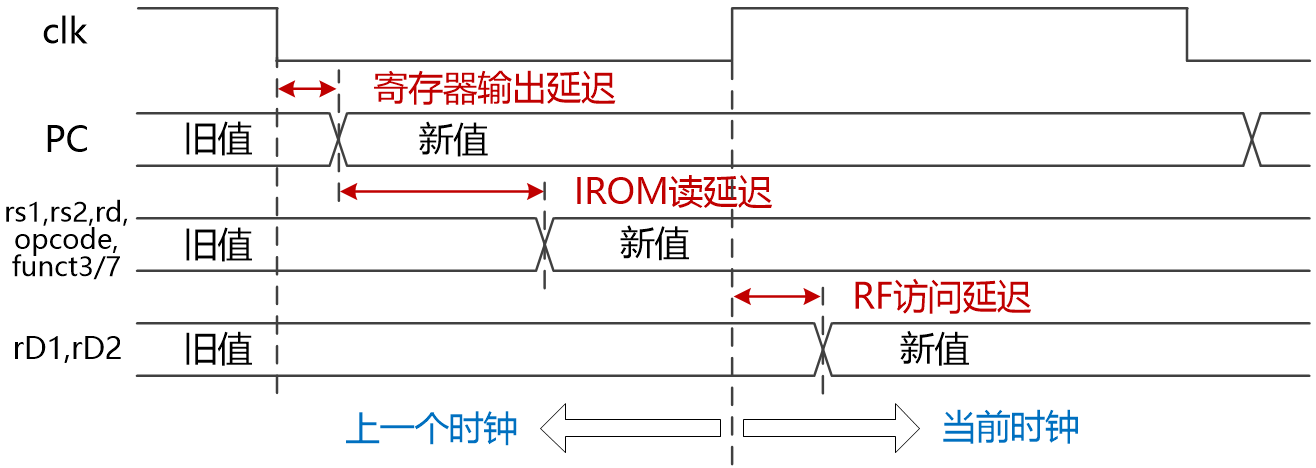 clk
寄存器输出延迟
PC
旧值
新值
IROM读延迟
rs1,rs2,rd,
opcode,
funct3/7
旧值
新值
RF访问延迟
rD1,rD2
旧值
新值
上一个时钟
当前时钟